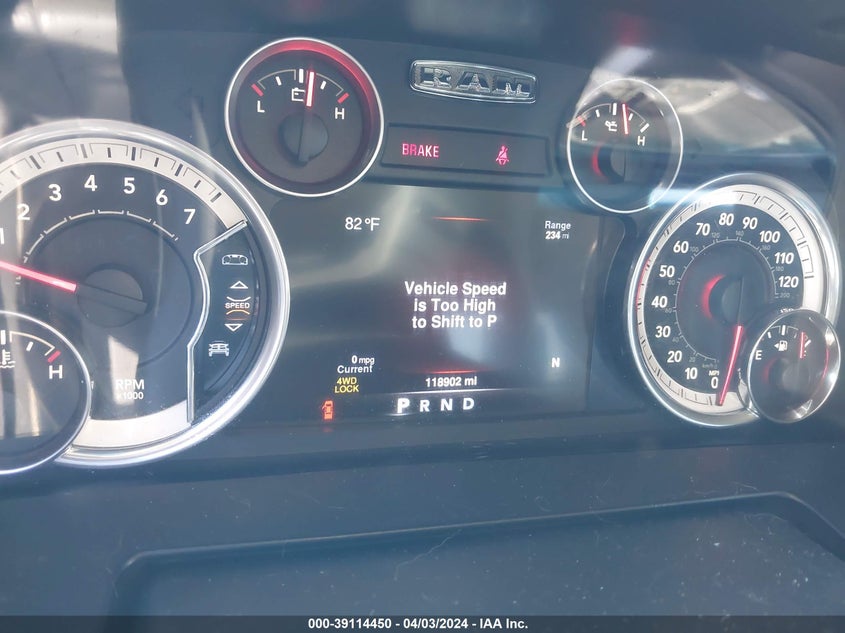 RAM
L H
BRAKE
L H
1 2 3 4 5 6 7
RPM
x1000
SPEED
H
82 °F
Range
234 mi
Vehicle Speed
is Too High
to Shift to P
0 mpg
Current
4WD
LOCK
118902 mi
N
P R N D
0 10 20 30 40 50 60 70 80 90 100 110 120
MPH
E
000-39114450 - 04/03/2024 - IAA Inc.